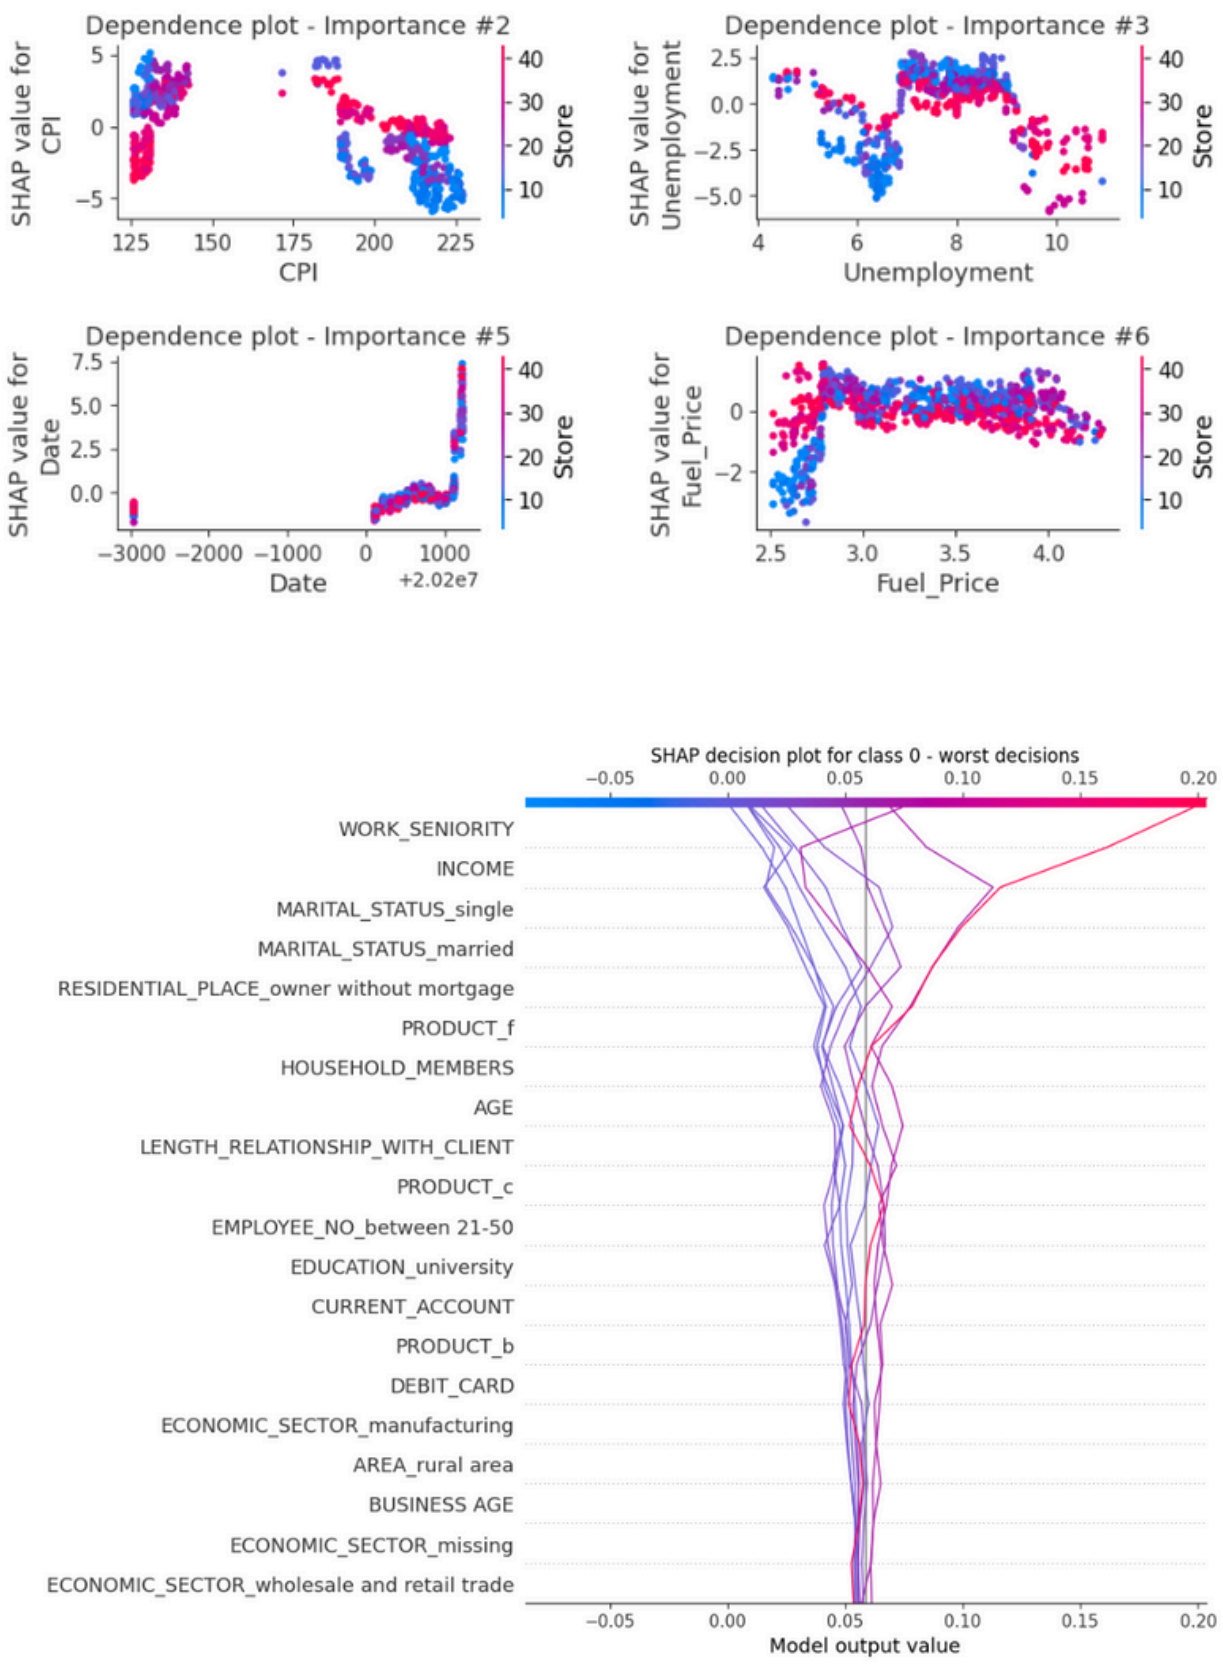 Dependence plot - Importance #2
SHAP value for
CPI
5
0
−5
125 150 175 200 225
CPI
40
30
20
10
Store
Dependence plot - Importance #3
SHAP value for
Unemployment
2.5
0.0
−2.5
−5.0
4 6 8 10
Unemployment
40
30
20
10
Store
Dependence plot - Importance #5
SHAP value for
Date
7.5
5.0
2.5
0.0
−3000 −2000 −1000 0 1000
+2.02e7
Date
40
30
20
10
Store
Dependence plot - Importance #6
SHAP value for
Fuel_Price
0
−2
2.5 3.0 3.5 4.0
Fuel_Price
40
30
20
10
Store
SHAP decision plot for class 0 - worst decisions
−0.05 0.00 0.05 0.10 0.15 0.20
WORK_SENIORITY
INCOME
MARITAL_STATUS_single
MARITAL_STATUS_married
RESIDENTIAL_PLACE_owner without mortgage
PRODUCT_f
HOUSEHOLD_MEMBERS
AGE
LENGTH_RELATIONSHIP_WITH_CLIENT
PRODUCT_c
EMPLOYEE_NO_between 21-50
EDUCATION_university
CURRENT_ACCOUNT
PRODUCT_b
DEBIT_CARD
ECONOMIC_SECTOR_manufacturing
AREA_rural area
BUSINESS AGE
ECONOMIC_SECTOR_missing
ECONOMIC_SECTOR_wholesale and retail trade
−0.05 0.00 0.05 0.10 0.15 0.20
Model output value